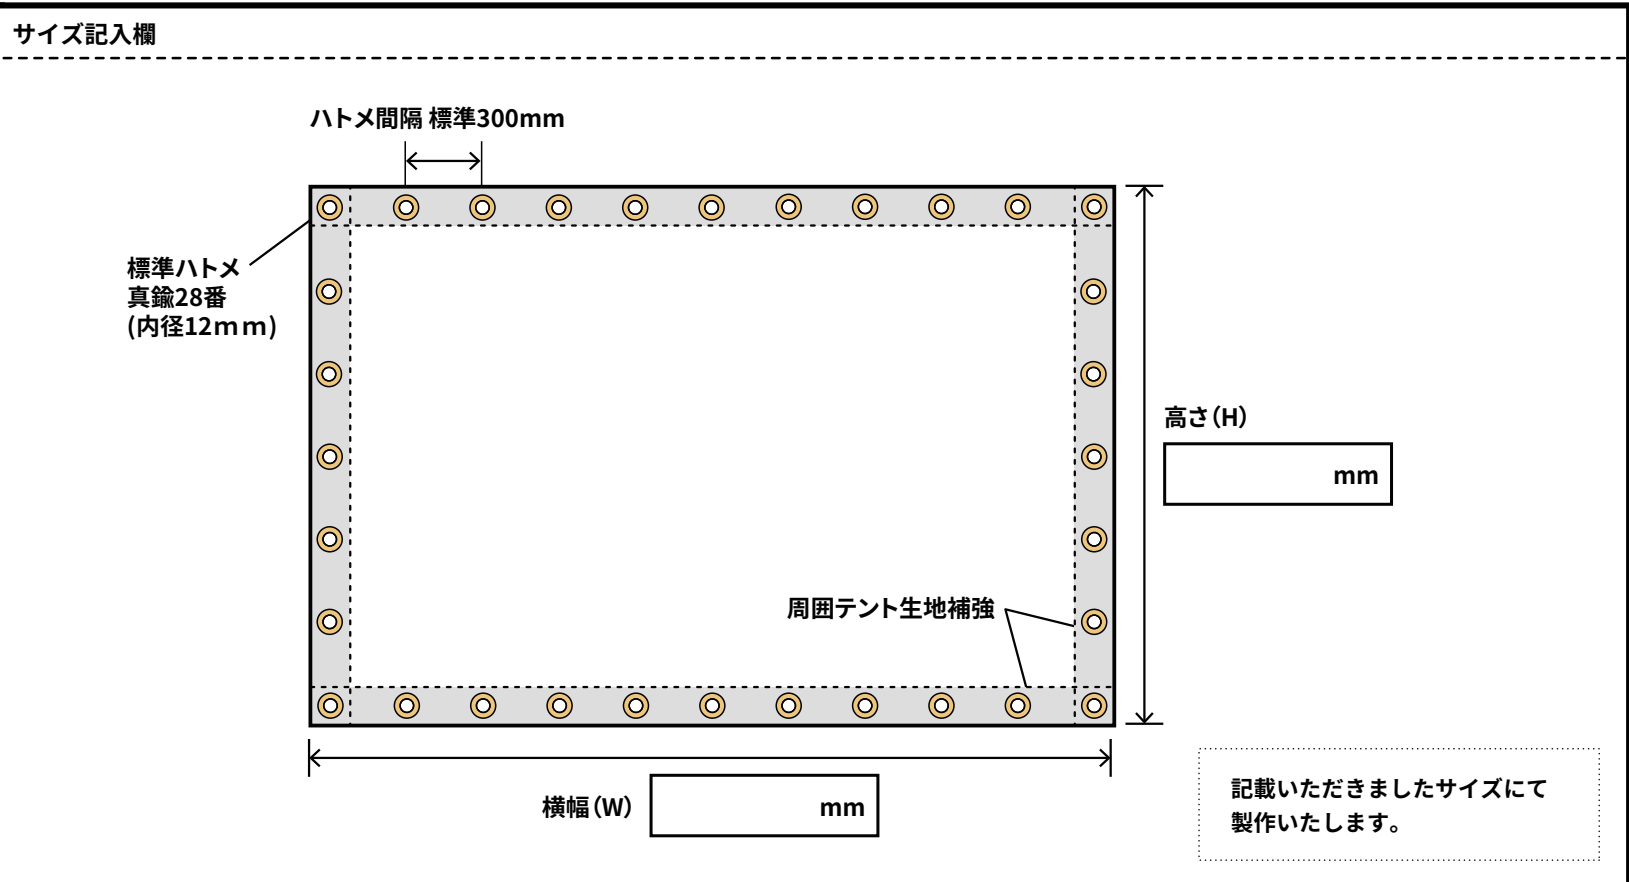 サイズ記入欄
ハトメ間隔 標準300mm
標準ハトメ
真鍮28番
(内径12ｍｍ)
高さ（H）
mm
周囲テント生地補強
横幅（W）
mm
記載いただきましたサイズにて
製作いたします。